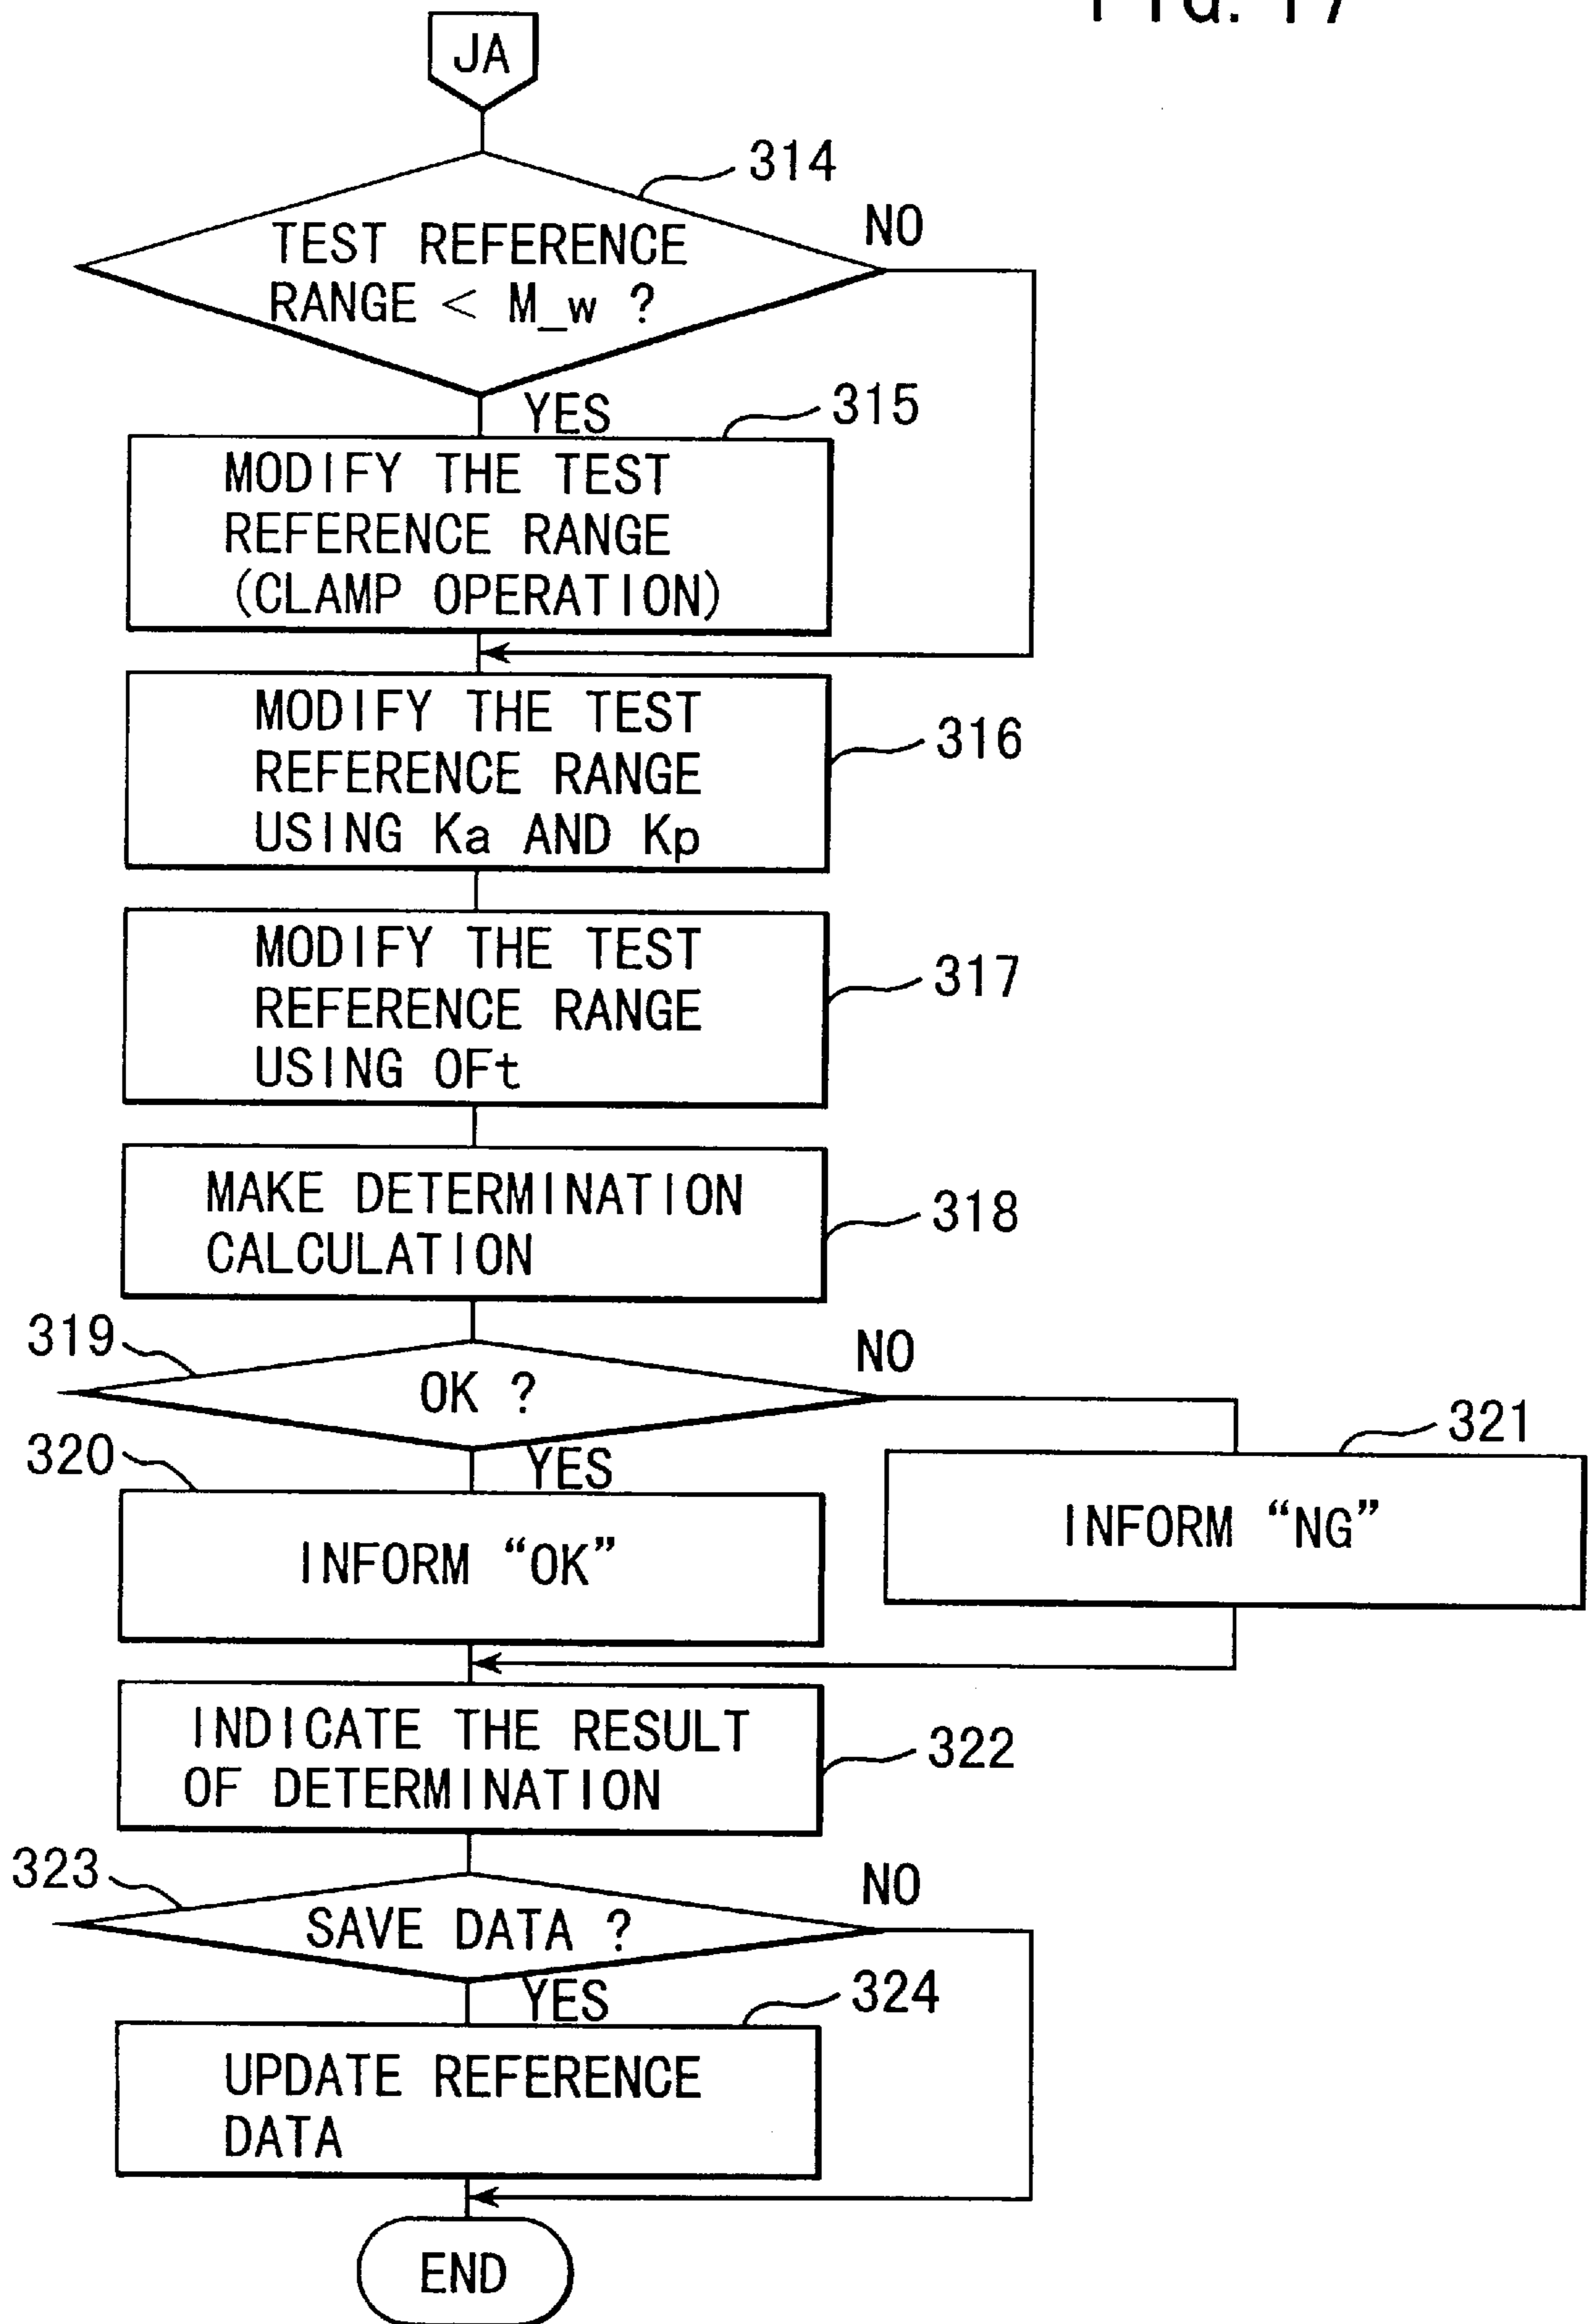 FIG. 17
JA
314
TEST REFERENCE
RANGE < M_w ?
NO
YES
315
MODIFY THE TEST
REFERENCE RANGE
(CLAMP OPERATION)
MODIFY THE TEST
REFERENCE RANGE
USING Ka AND Kp
316
MODIFY THE TEST
REFERENCE RANGE
USING OFt
317
MAKE DETERMINATION
CALCULATION
318
319
OK ?
NO
YES
320
INFORM “OK”
321
INFORM “NG”
INDICATE THE RESULT
OF DETERMINATION
322
323
SAVE DATA ?
NO
YES
324
UPDATE REFERENCE
DATA
END